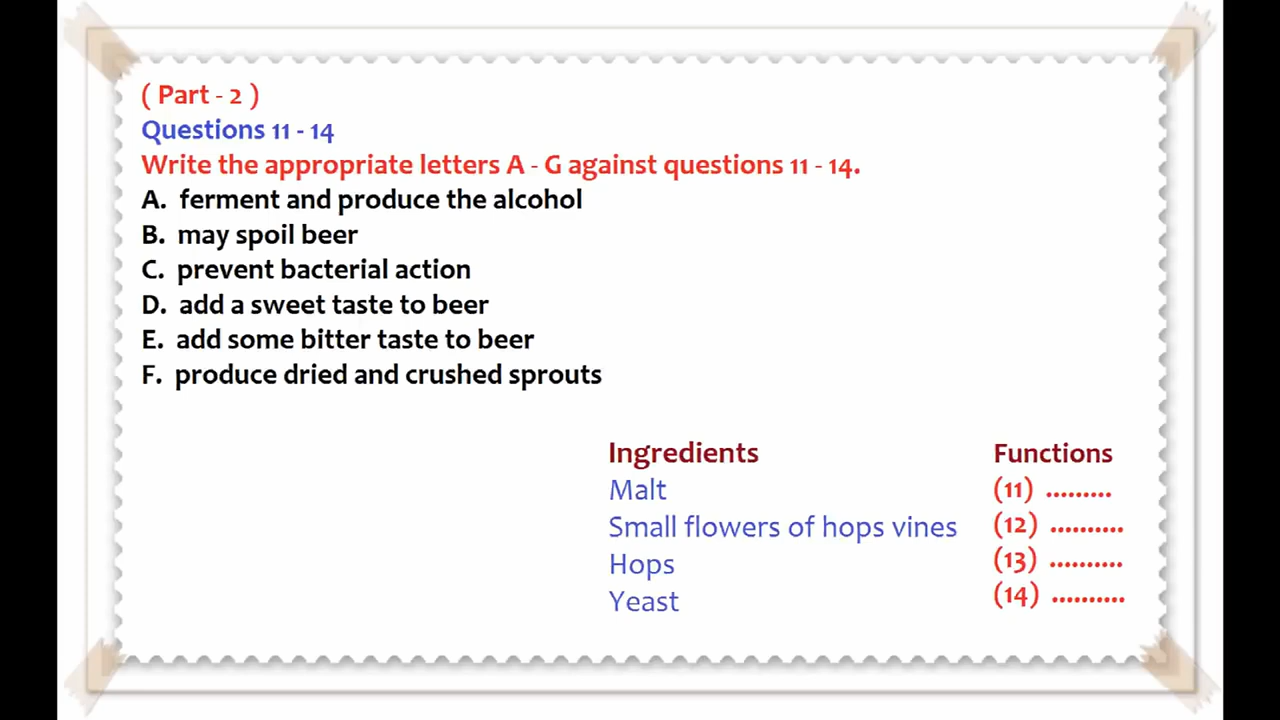 ( Part - 2 )
Questions 11 - 14
Write the appropriate letters A - G against questions 11 - 14.
A. ferment and produce the alcohol
B. may spoil beer
C. prevent bacterial action
D. add a sweet taste to beer
E. add some bitter taste to beer
F. produce dried and crushed sprouts
Ingredients Functions
Malt (11) .........
Small flowers of hops vines (12) ..........
Hops (13) ..........
Yeast (14) ..........